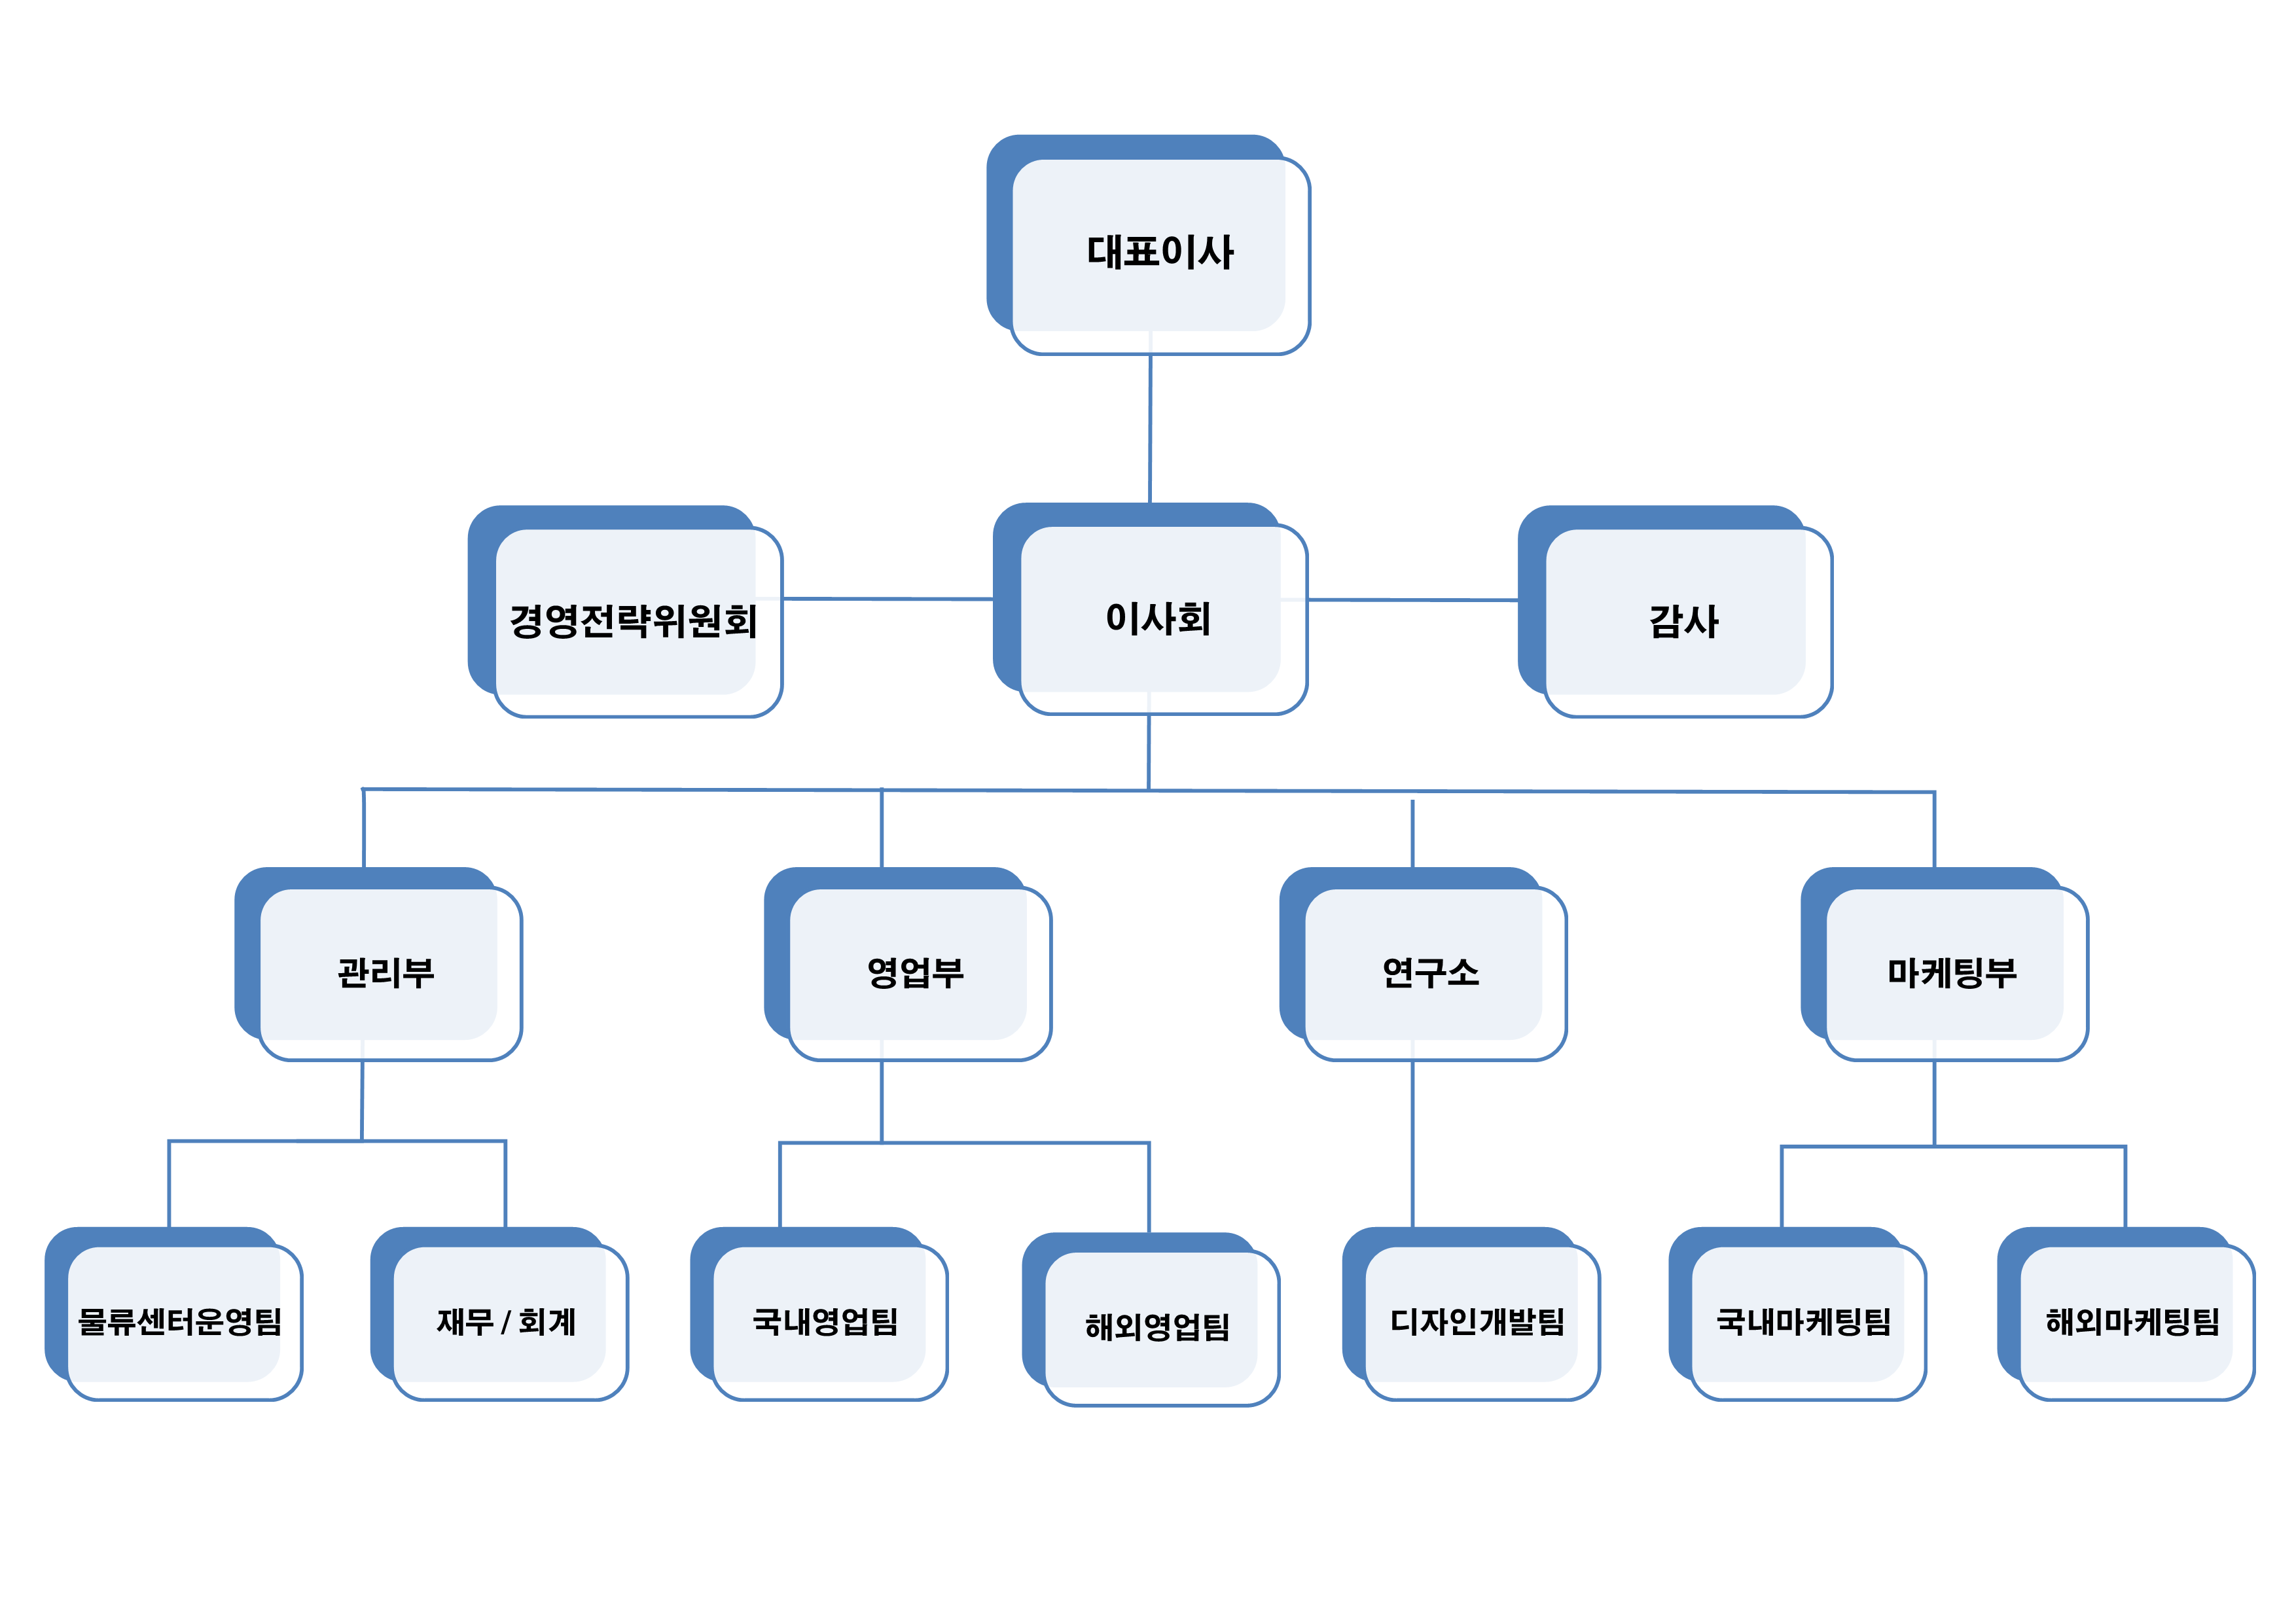 대표이사
경영전략위원회
이사회
감사
관리부
영업부
연구소
마케팅부
물류센터운영팀
재무 / 회계
국내영업팀
해외영업팀
디자인개발팀
국내마케팅팀
해외마케팅팀